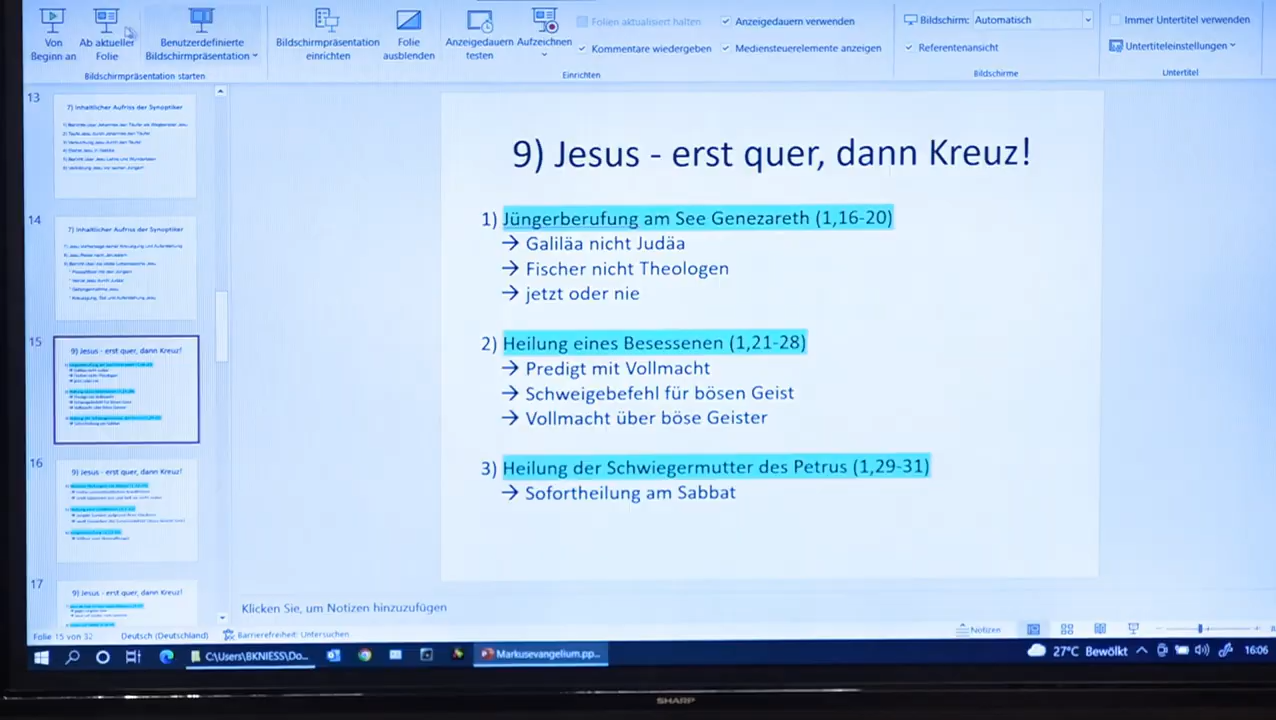 Von
Beginn an
Ab aktueller
Folie
Benutzerdefinierte
Bildschirmpräsentation
Bildschirmpräsentation starten
Bildschirmpräsentation
einrichten
Folie
ausblenden
Anzeigedauern
testen
Aufzeichnen
Folien aktualisiert halten
Kommentare wiedergeben
Anzeigedauern verwenden
Mediensteuerelemente anzeigen
Einrichten
Bildschirm: Automatisch
Referentenansicht
Bildschirme
Immer Untertitel verwenden
Untertiteleinstellungen
Untertitel
13
7) Inhaltlicher Aufriss der Synoptiker
14
7) Inhaltlicher Aufriss der Synoptiker
15
9) Jesus - erst quer, dann Kreuz!
16
9) Jesus - erst quer, dann Kreuz!
17
9) Jesus - erst quer, dann Kreuz!
9) Jesus - erst quer, dann Kreuz!
1) Jüngerberufung am See Genezareth (1,16-20)
→ Galiläa nicht Judäa
→ Fischer nicht Theologen
→ jetzt oder nie
2) Heilung eines Besessenen (1,21-28)
→ Predigt mit Vollmacht
→ Schweigebefehl für bösen Geist
→ Vollmacht über böse Geister
3) Heilung der Schwiegermutter des Petrus (1,29-31)
→ Sofortheilung am Sabbat
Klicken Sie, um Notizen hinzuzufügen
Folie 15 von 32 Deutsch (Deutschland) Barrierefreiheit: Untersuchen
Notizen
C:\Users\BKNIESS\Do...
Markusevangelium.pp...
27°C Bewölkt
16:06
SHARP